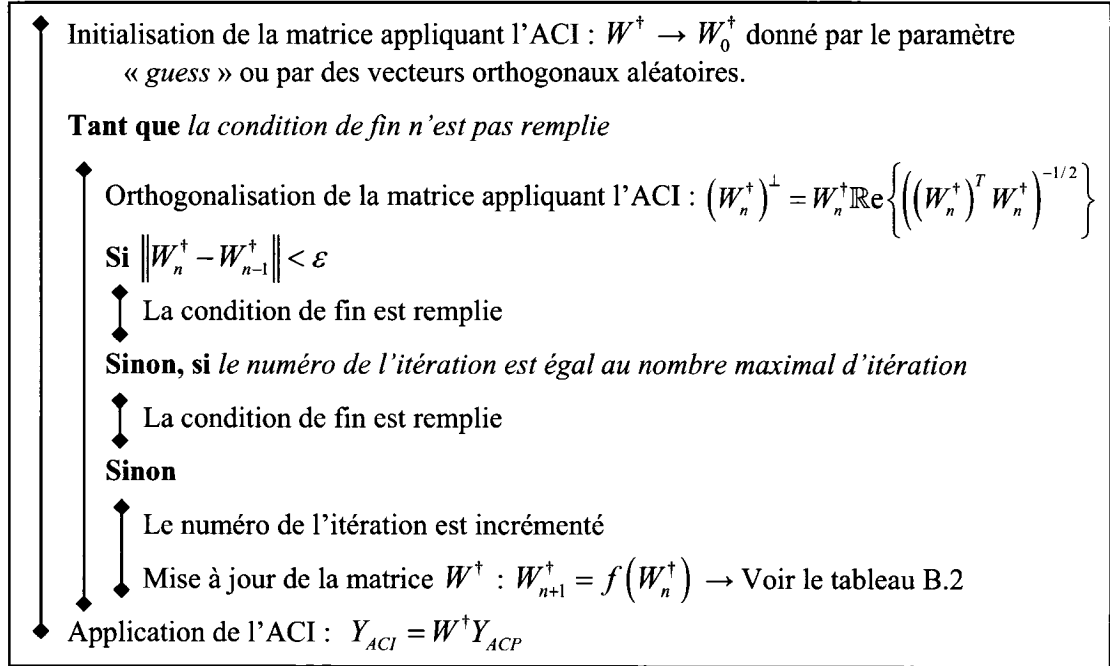 Initialisation de la matrice appliquant l'ACI : W† → W₀† donné par le paramètre
« guess » ou par des vecteurs orthogonaux aléatoires.
Tant que la condition de fin n'est pas remplie
Orthogonalisation de la matrice appliquant l'ACI : (Wₙ†)^⊥ = Wₙ† ℝe{((Wₙ†)^T Wₙ†)^{-1/2}}
Si ‖Wₙ† − Wₙ₋₁†‖ < ε
La condition de fin est remplie
Sinon, si le numéro de l'itération est égal au nombre maximal d'itération
La condition de fin est remplie
Sinon
Le numéro de l'itération est incrémenté
Mise à jour de la matrice W† : Wₙ₊₁† = f(Wₙ†) → Voir le tableau B.2
Application de l'ACI : Y_{ACI} = W†Y_{ACP}